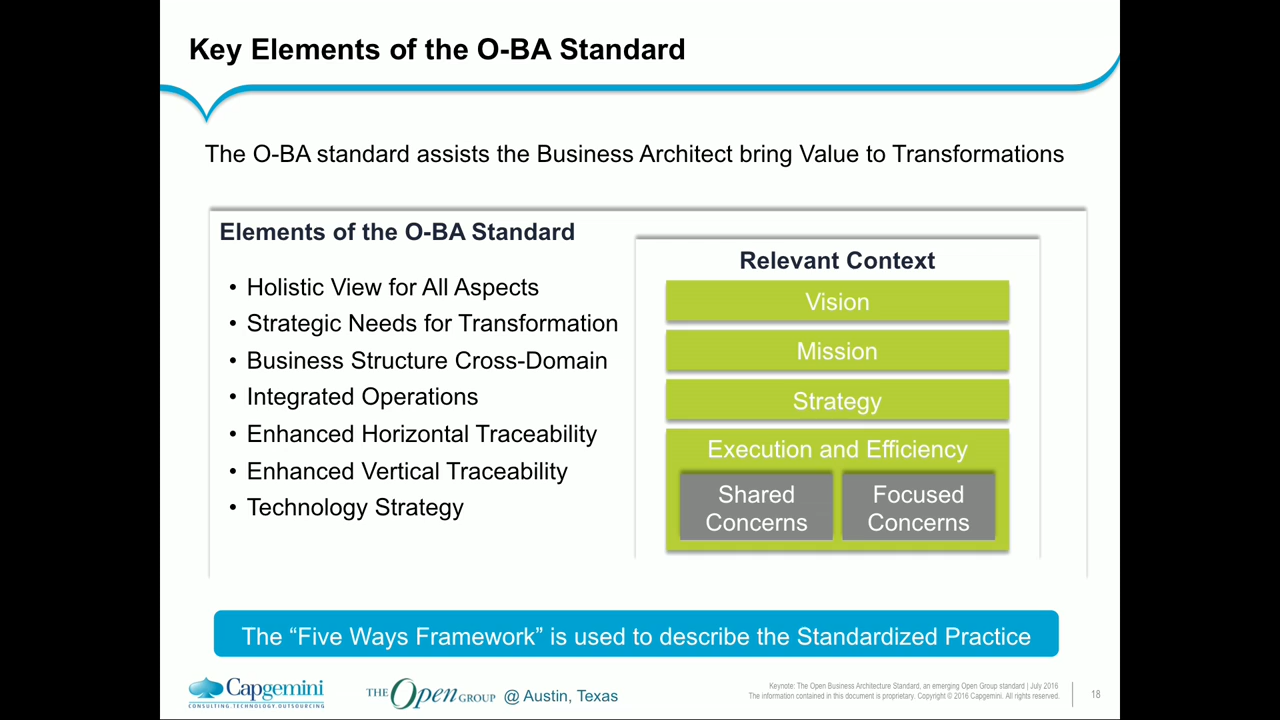 Key Elements of the O-BA Standard
The O-BA standard assists the Business Architect bring Value to Transformations
Elements of the O-BA Standard
• Holistic View for All Aspects
• Strategic Needs for Transformation
• Business Structure Cross-Domain
• Integrated Operations
• Enhanced Horizontal Traceability
• Enhanced Vertical Traceability
• Technology Strategy
Relevant Context
Vision
Mission
Strategy
Execution and Efficiency
Shared
Concerns
Focused
Concerns
The “Five Ways Framework” is used to describe the Standardized Practice
Capgemini
CONSULTING.TECHNOLOGY.OUTSOURCING
THE Open GROUP @ Austin, Texas
Keynote: The Open Business Architecture Standard, an emerging Open Group standard | July 2016
The information contained in this document is proprietary. Copyright © 2016 Capgemini. All rights reserved.
18